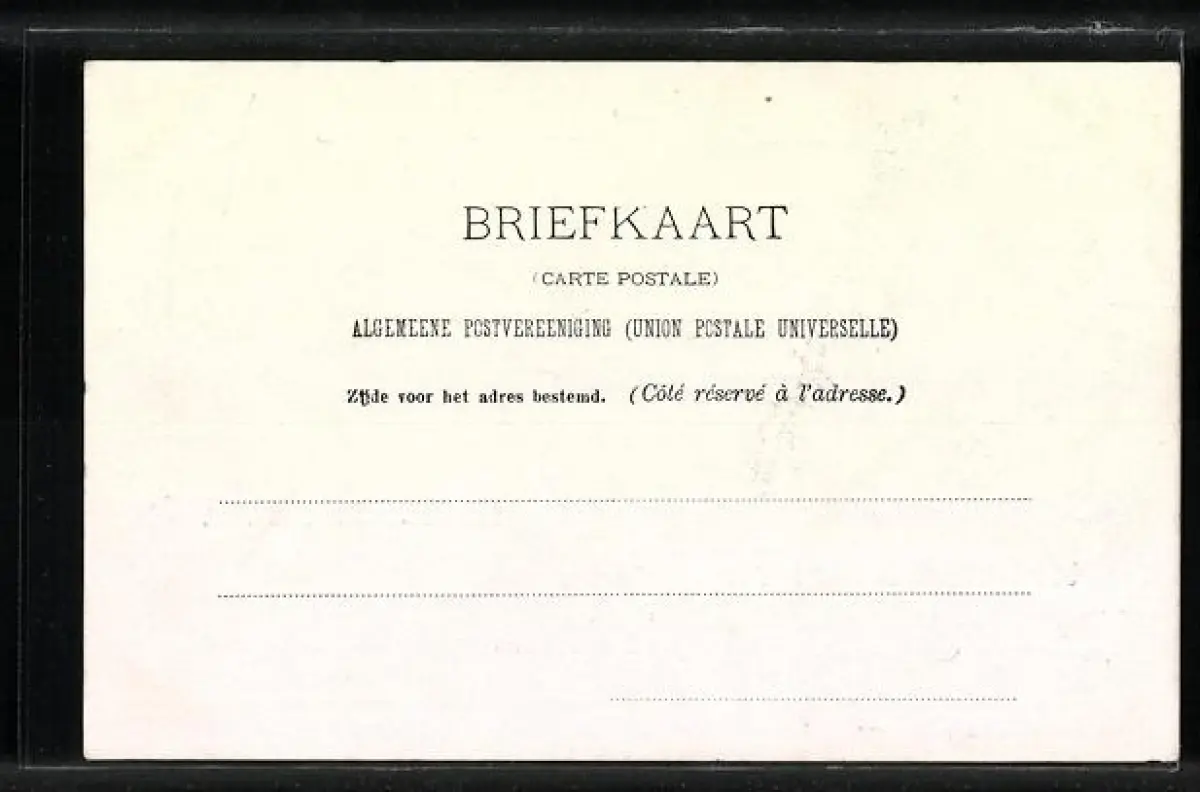 BRIEFKAART
(CARTE POSTALE)
ALGEMEENE POSTVEREENIGING (UNION POSTALE UNIVERSELLE)
Zijde voor het adres bestemd. (Côté réservé à l'adresse.)